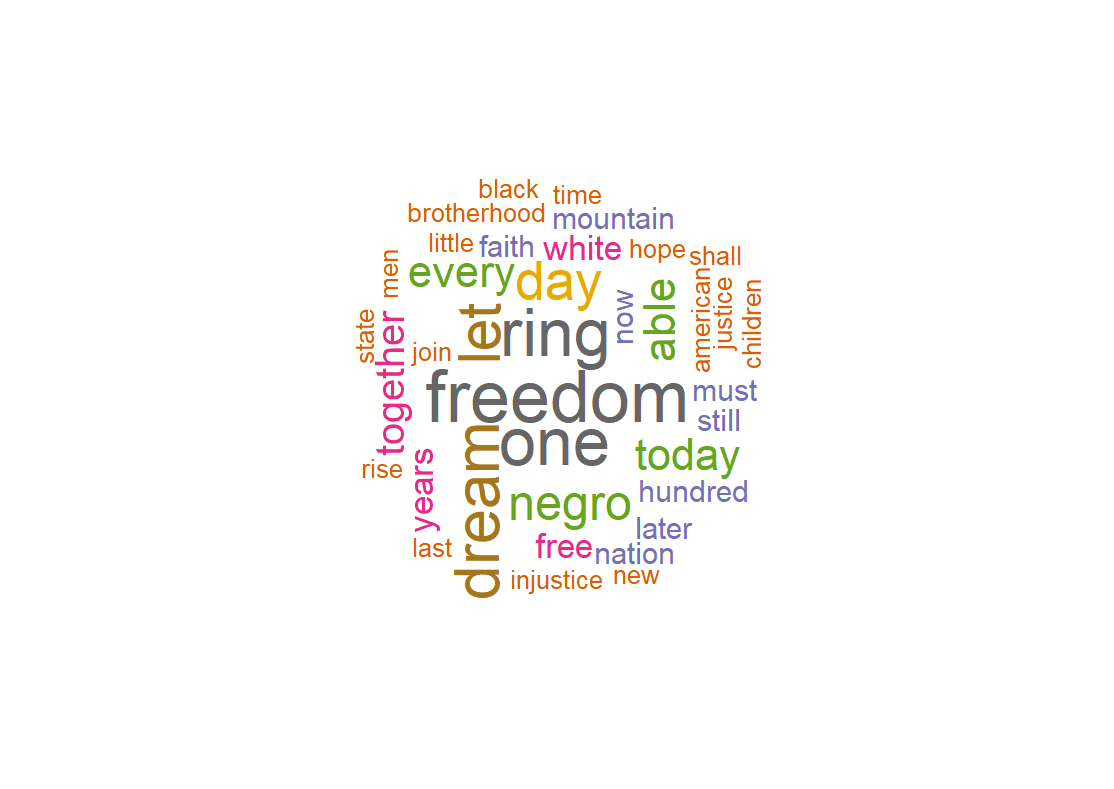 black
time
brotherhood
mountain
little
faith
white
hope
shall
men
every
day
now
able
american
justice
children
state
together
join
let
ring
freedom
must
still
one
today
rise
years
dream
negro
hundred
later
last
free
nation
injustice
new